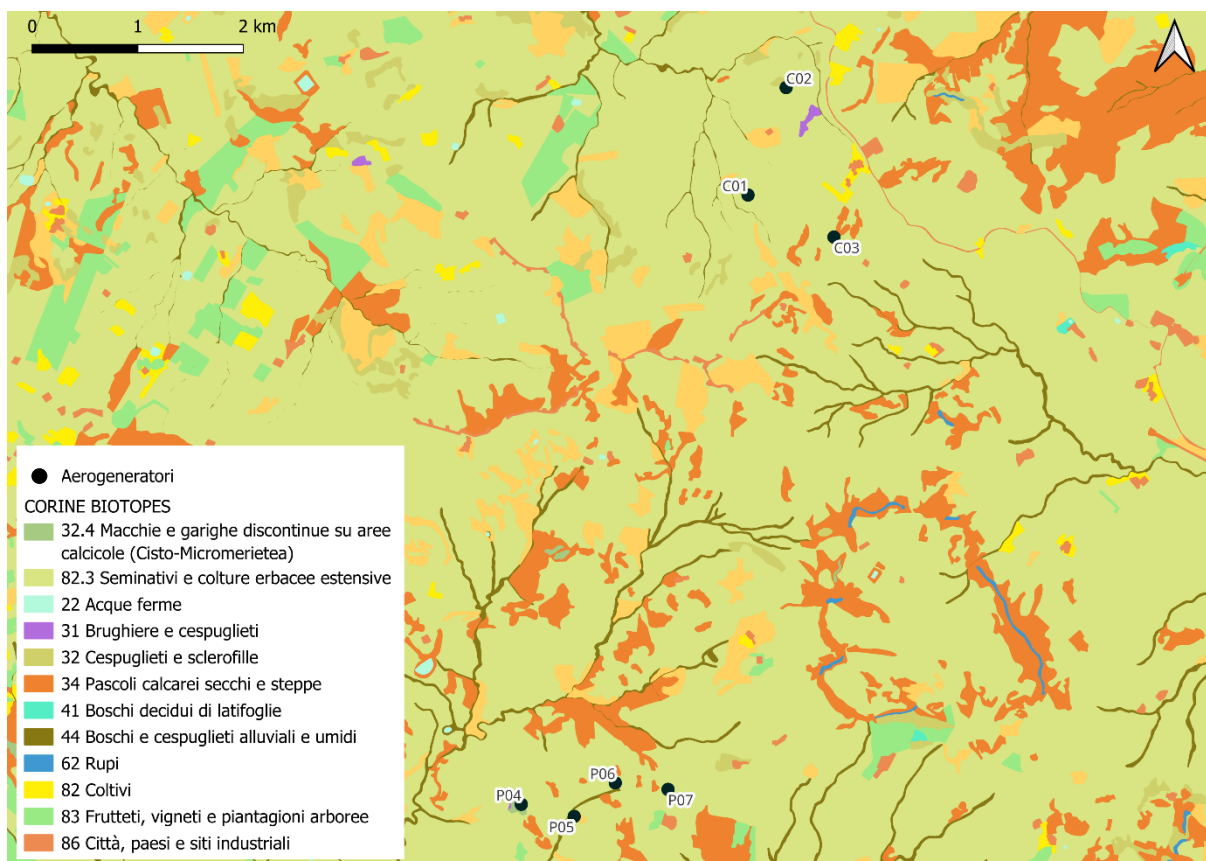 0 1 2 km
C02
C01
C03
Aerogeneratori
CORINE BIOTOPES
32.4 Macchie e garighe discontinue su aree
calcicole (Cisto-Micromerietea)
82.3 Seminativi e colture erbacee estensive
22 Acque ferme
31 Brughiere e cespuglieti
32 Cespuglieti e sclerofille
34 Pascoli calcarei secchi e steppe
41 Boschi decidui di latifoglie
44 Boschi e cespuglieti alluviali e umidi
62 Rupi
82 Coltivi
83 Frutteti, vigneti e piantagioni arboree
86 Città, paesi e siti industriali
P06
P04
P07
P05